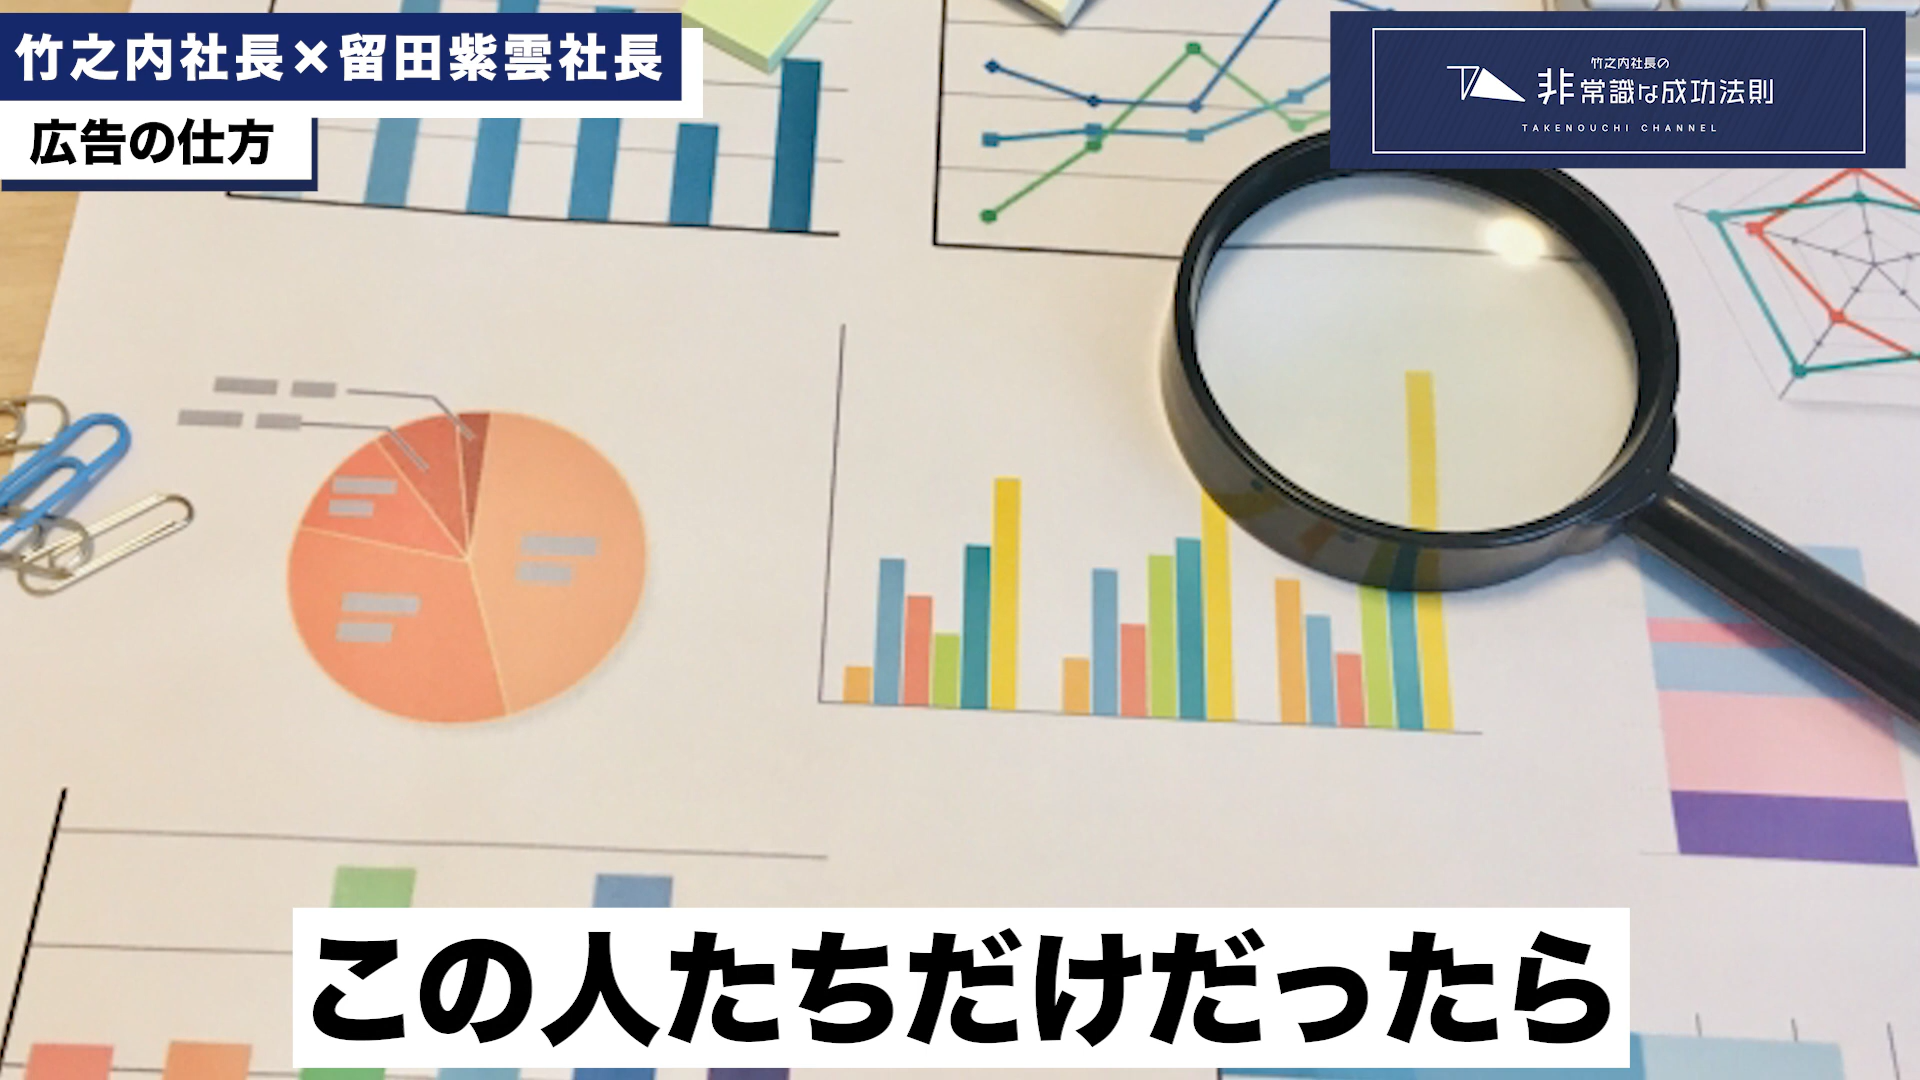 竹之内社長×留田紫雲社長
広告の仕方
竹之内社長の
非常識な成功法則
TAKENOUCHI CHANNEL
この人たちだけだったら